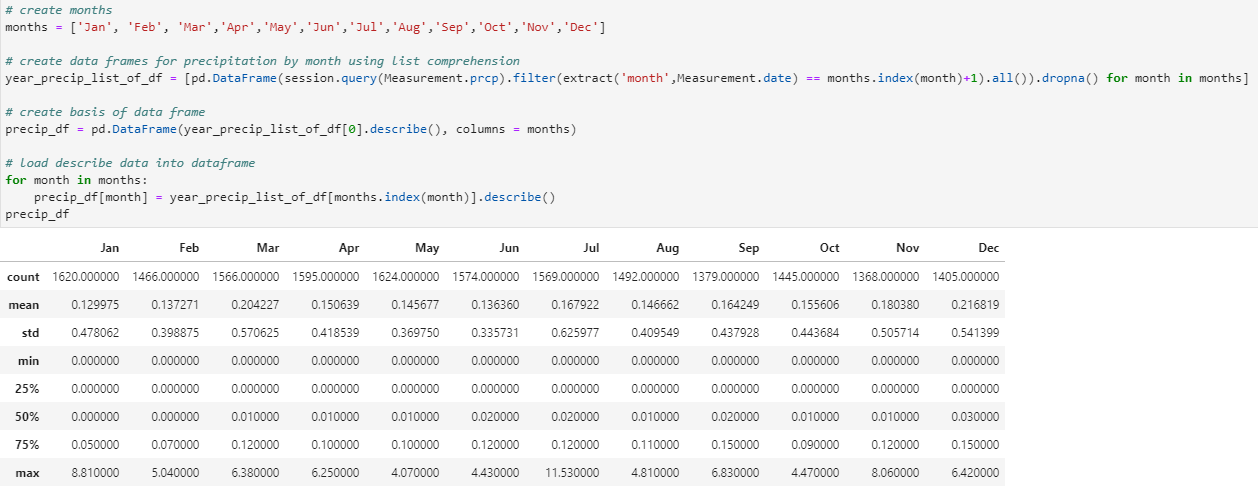 # create months
months = ['Jan', 'Feb', 'Mar','Apr','May','Jun','Jul','Aug','Sep','Oct','Nov','Dec']
# create data frames for precipitation by month using list comprehension
year_precip_list_of_df = [pd.DataFrame(session.query(Measurement.prcp).filter(extract('month',Measurement.date) == months.index(month)+1).all()).dropna() for month in months]
# create basis of data frame
precip_df = pd.DataFrame(year_precip_list_of_df[0].describe(), columns = months)
# load describe data into dataframe
for month in months:
    precip_df[month] = year_precip_list_of_df[months.index(month)].describe()
precip_df
Jan Feb Mar Apr May Jun Jul Aug Sep Oct Nov Dec
count 1620.000000 1466.000000 1566.000000 1595.000000 1624.000000 1574.000000 1569.000000 1492.000000 1379.000000 1445.000000 1368.000000 1405.000000
mean 0.129975 0.137271 0.204227 0.150639 0.145677 0.136360 0.167922 0.146662 0.164249 0.155606 0.180380 0.216819
std 0.478062 0.398875 0.570625 0.418539 0.369750 0.335731 0.625977 0.409549 0.437928 0.443684 0.505714 0.541399
min 0.000000 0.000000 0.000000 0.000000 0.000000 0.000000 0.000000 0.000000 0.000000 0.000000 0.000000 0.000000
25% 0.000000 0.000000 0.000000 0.000000 0.000000 0.000000 0.000000 0.000000 0.000000 0.000000 0.000000 0.000000
50% 0.000000 0.000000 0.010000 0.010000 0.010000 0.020000 0.020000 0.010000 0.020000 0.010000 0.010000 0.030000
75% 0.050000 0.070000 0.120000 0.100000 0.100000 0.120000 0.120000 0.110000 0.150000 0.090000 0.120000 0.150000
max 8.810000 5.040000 6.380000 6.250000 4.070000 4.430000 11.530000 4.810000 6.830000 4.470000 8.060000 6.420000